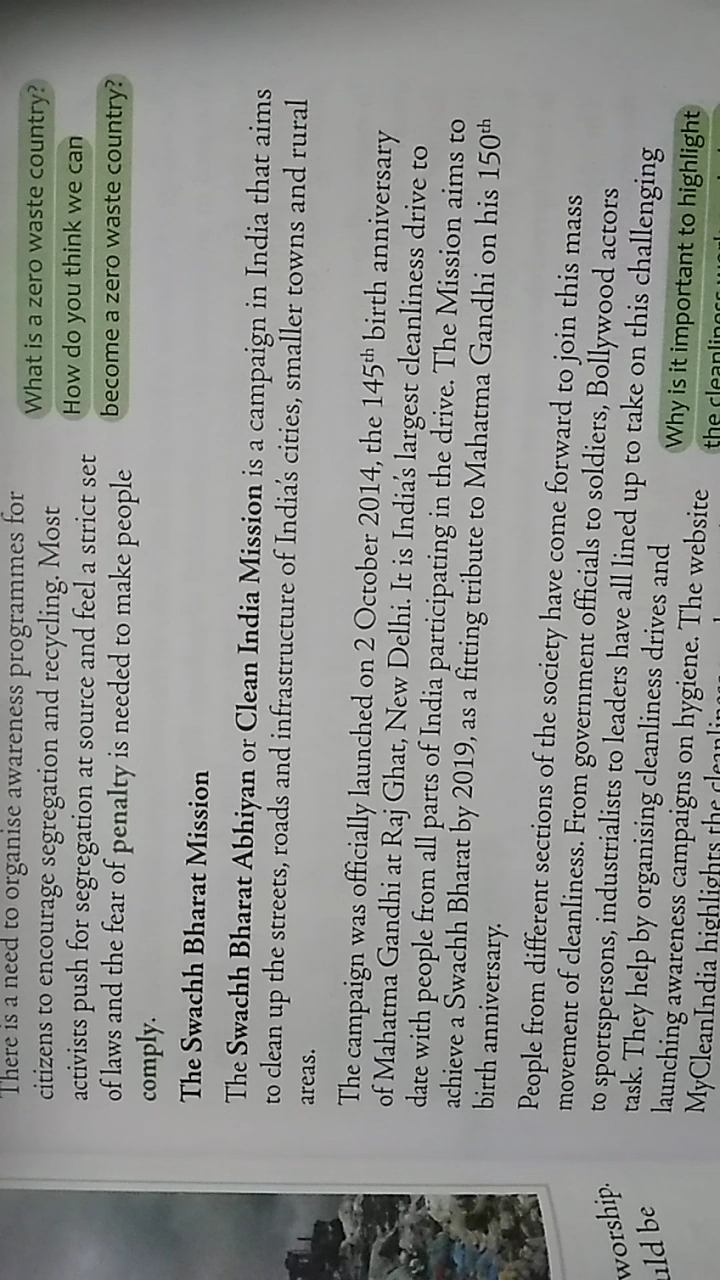 There is a need to organise awareness programmes for
citizens to encourage segregation and recycling. Most
activists push for segregation at source and feel a strict set
of laws and the fear of penalty is needed to make people
comply.
What is a zero waste country?
How do you think we can
become a zero waste country?
The Swachh Bharat Mission
The Swachh Bharat Abhiyan or Clean India Mission is a campaign in India that aims
to clean up the streets, roads and infrastructure of India's cities, smaller towns and rural
areas.
The campaign was officially launched on 2 October 2014, the 145th birth anniversary
of Mahatma Gandhi at Raj Ghat, New Delhi. It is India's largest cleanliness drive to
date with people from all parts of India participating in the drive. The Mission aims to
achieve a Swachh Bharat by 2019, as a fitting tribute to Mahatma Gandhi on his 150th
birth anniversary.
People from different sections of the society have come forward to join this mass
movement of cleanliness. From government officials to soldiers, Bollywood actors
to sportspersons, industrialists to leaders have all lined up to take on this challenging
task. They help by organising cleanliness drives and
launching awareness campaigns on hygiene. The website
MyCleanIndia highlights the
Why is it important to highlight
the cleanliness
worship.
uld be